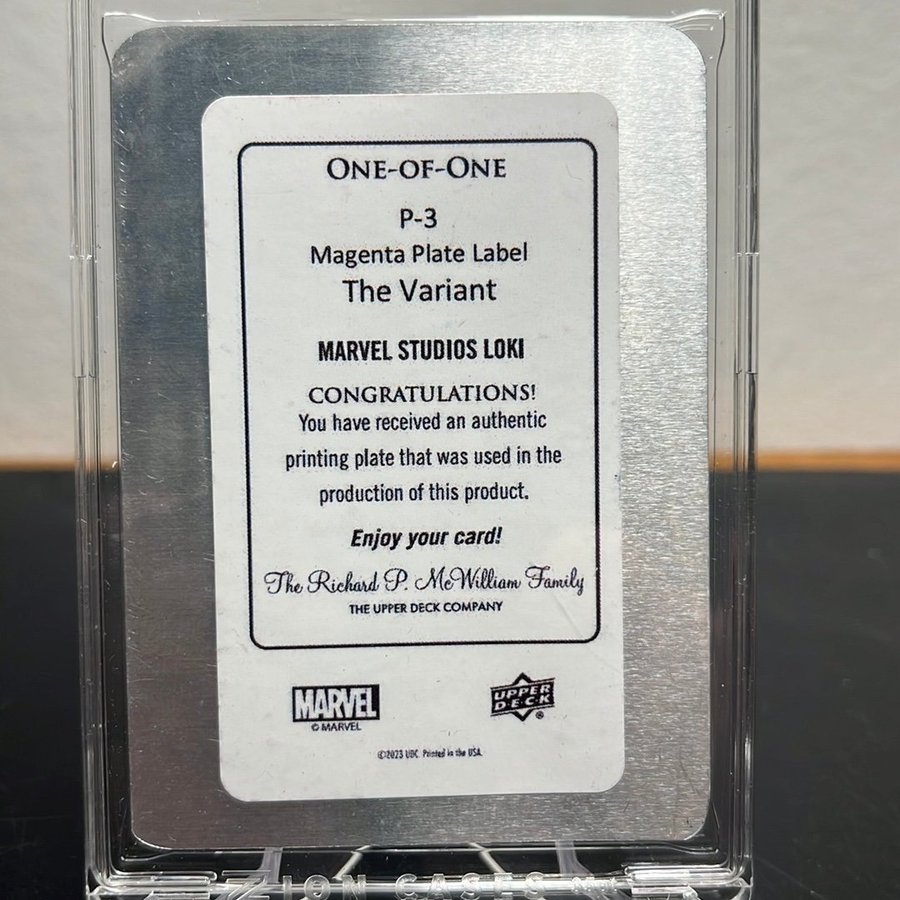 ONE-OF-ONE
P-3
Magenta Plate Label
The Variant
MARVEL STUDIOS LOKI
CONGRATULATIONS!
You have received an authentic
printing plate that was used in the
production of this product.
Enjoy your card!
The Richard P. McWilliam Family
THE UPPER DECK COMPANY
MARVEL
© MARVEL
UPPER
DECK
®
©2023 UDC. Printed in the USA.
ZION CASES